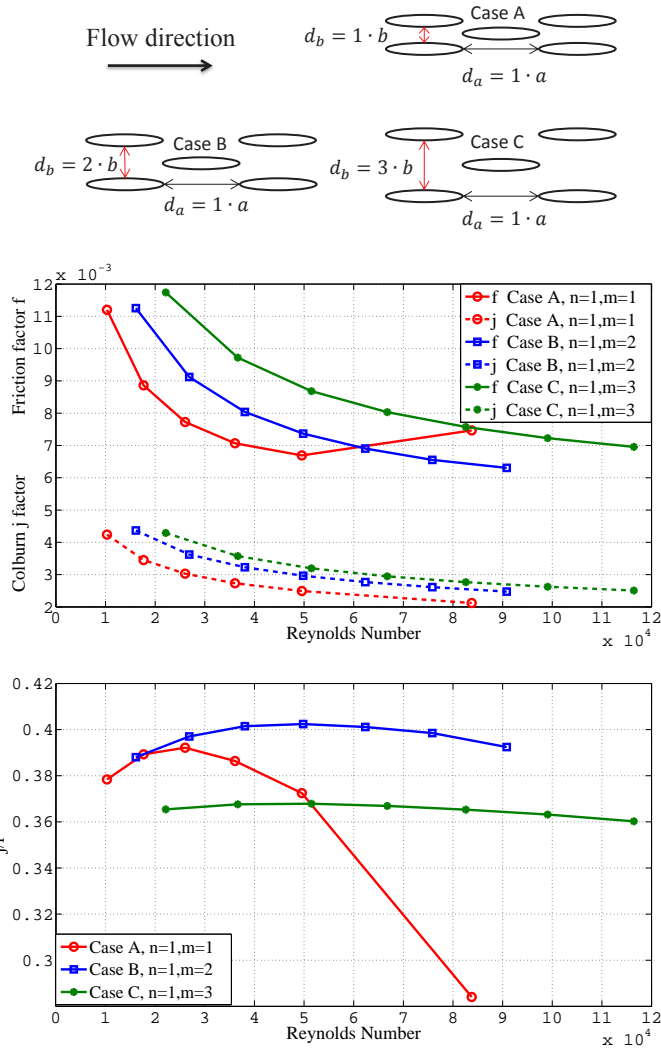 Case A
Flow direction
d_b = 1 · b
d_a = 1 · a
Case B
Case C
d_b = 2 · b
d_b = 3 · b
d_a = 1 · a
d_a = 1 · a
x 10⁻³
12
11
10
9
8
7
6
5
4
3
2
Friction factor f
Colburn j factor
f Case A, n=1,m=1
j Case A, n=1,m=1
f Case B, n=1,m=2
j Case B, n=1,m=2
f Case C, n=1,m=3
j Case C, n=1,m=3
0 1 2 3 4 5 6 7 8 9 10 11 12
Reynolds Number
x 10⁴
0.42
0.4
0.38
0.36
0.34
0.32
0.3
Case A, n=1,m=1
Case B, n=1,m=2
Case C, n=1,m=3
0 1 2 3 4 5 6 7 8 9 10 11 12
Reynolds Number
x 10⁴